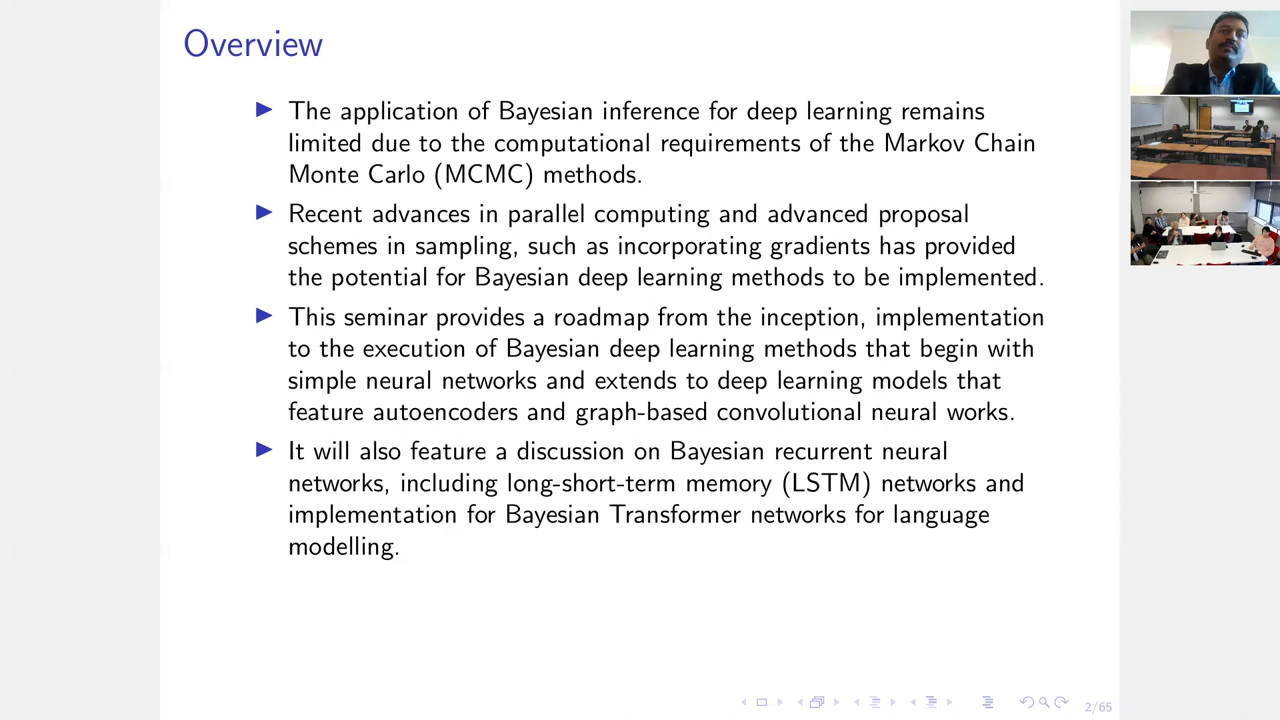 Overview
The application of Bayesian inference for deep learning remains
limited due to the computational requirements of the Markov Chain
Monte Carlo (MCMC) methods.
Recent advances in parallel computing and advanced proposal
schemes in sampling, such as incorporating gradients has provided
the potential for Bayesian deep learning methods to be implemented.
This seminar provides a roadmap from the inception, implementation
to the execution of Bayesian deep learning methods that begin with
simple neural networks and extends to deep learning models that
feature autoencoders and graph-based convolutional neural works.
It will also feature a discussion on Bayesian recurrent neural
networks, including long-short-term memory (LSTM) networks and
implementation for Bayesian Transformer networks for language
modelling.
2/65